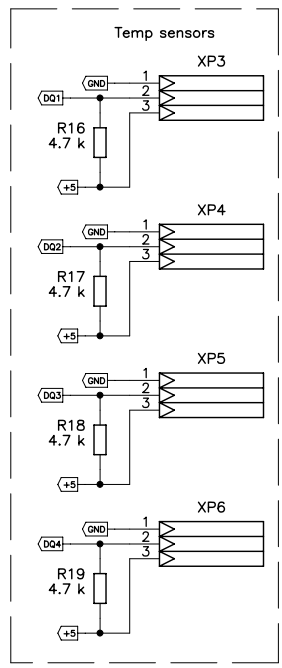 Temp sensors
XP3
GND 1
DQ1 2
3
R16
4.7 k
+5
XP4
GND 1
DQ2 2
3
R17
4.7 k
+5
XP5
GND 1
DQ3 2
3
R18
4.7 k
+5
XP6
GND 1
DQ4 2
3
R19
4.7 k
+5